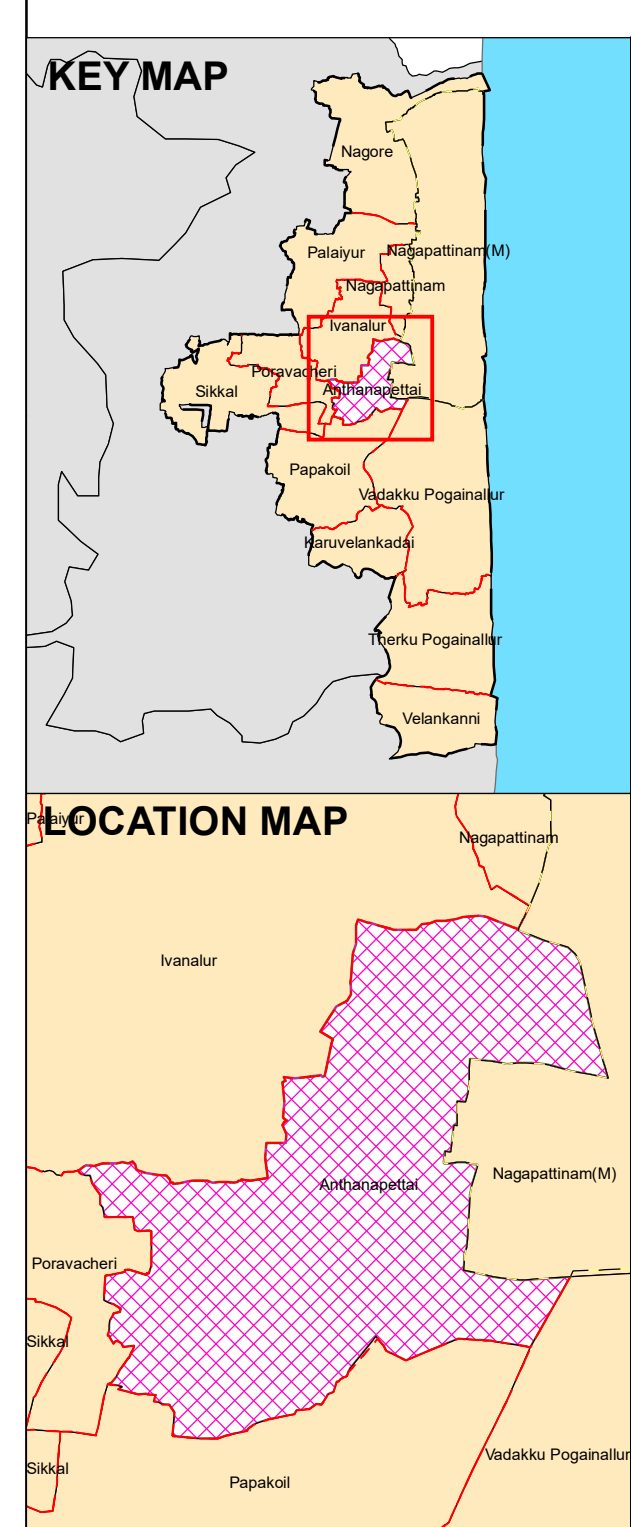 KEY MAP
Nagore
Palaiyur
Nagapattinam(M)
Nagapattinam
Ivanalur
Poravacheri
Sikkal
Anthanapettai
Papakoil
Vadakku Pogainallur
Karuvelankadai
Therku Pogainallur
Velankanni
Palaiyur
LOCATION MAP
Nagapattinam
Ivanalur
Nagapattinam(M)
Anthanapettai
Poravacheri
Sikkal
Vadakku Pogainallur
Sikkal
Papakoil